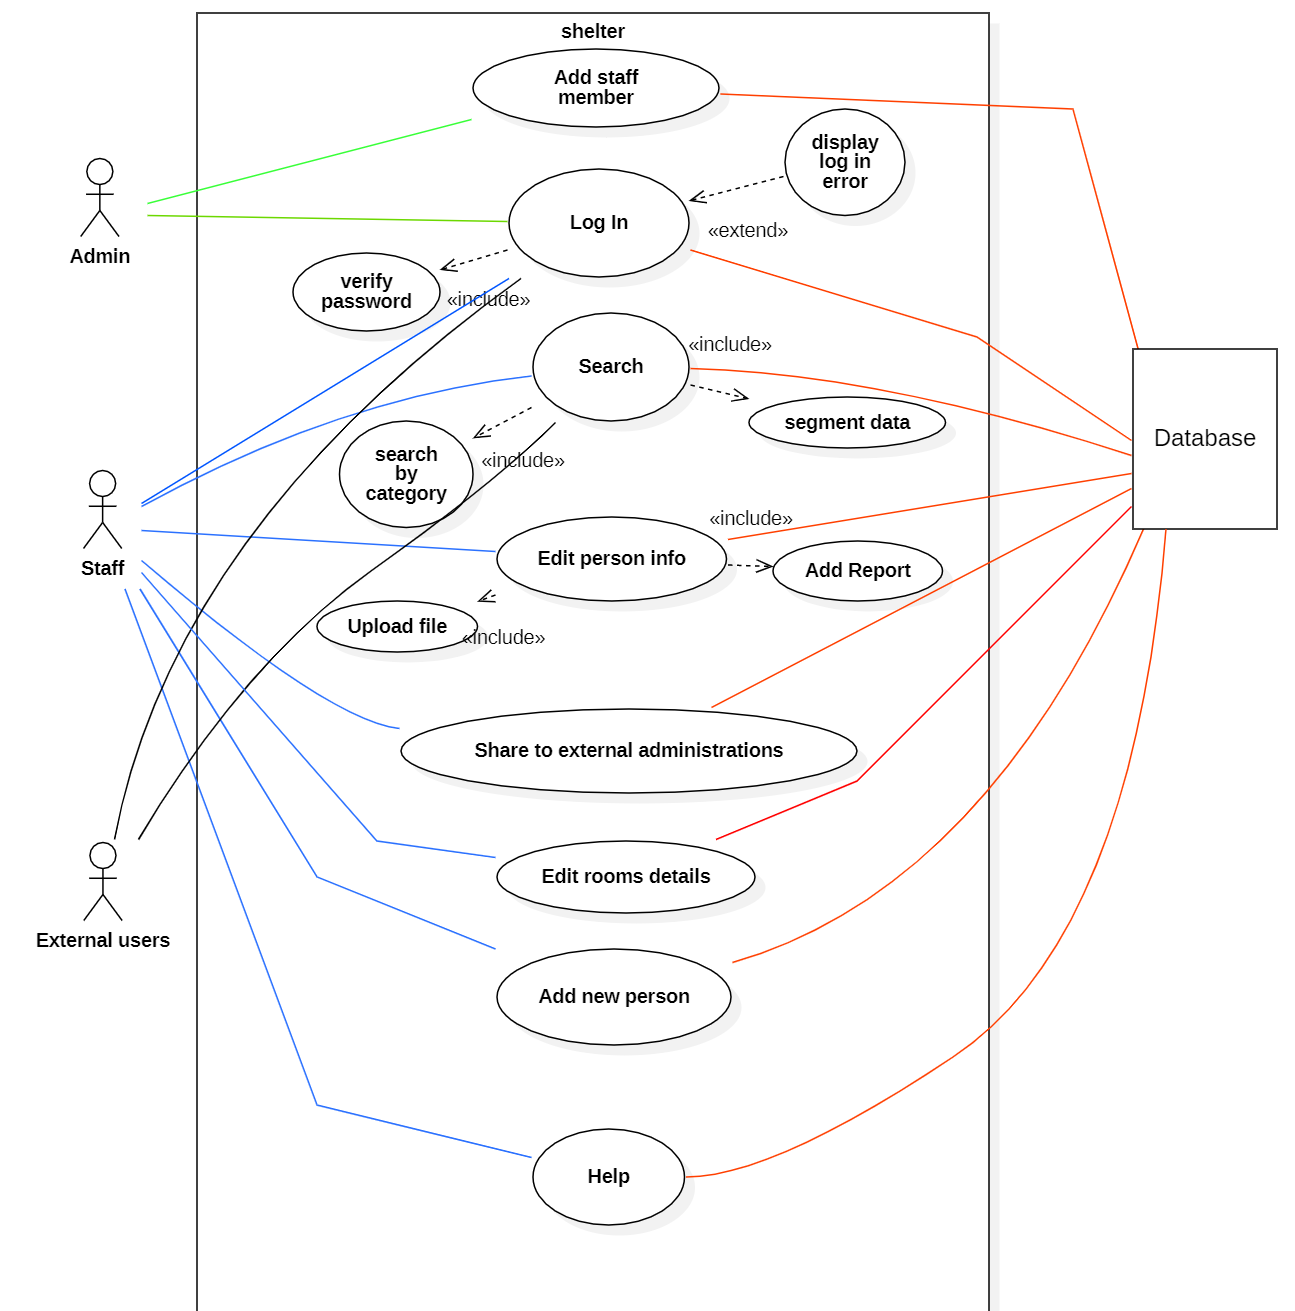 shelter
Add staff
member
display
log in
error
Log In
«extend»
Admin
verify
password
«include»
«include»
Search
segment data
Database
search
by
category
«include»
«include»
Edit person info
Add Report
Staff
Upload file
«include»
Share to external administrations
Edit rooms details
External users
Add new person
Help